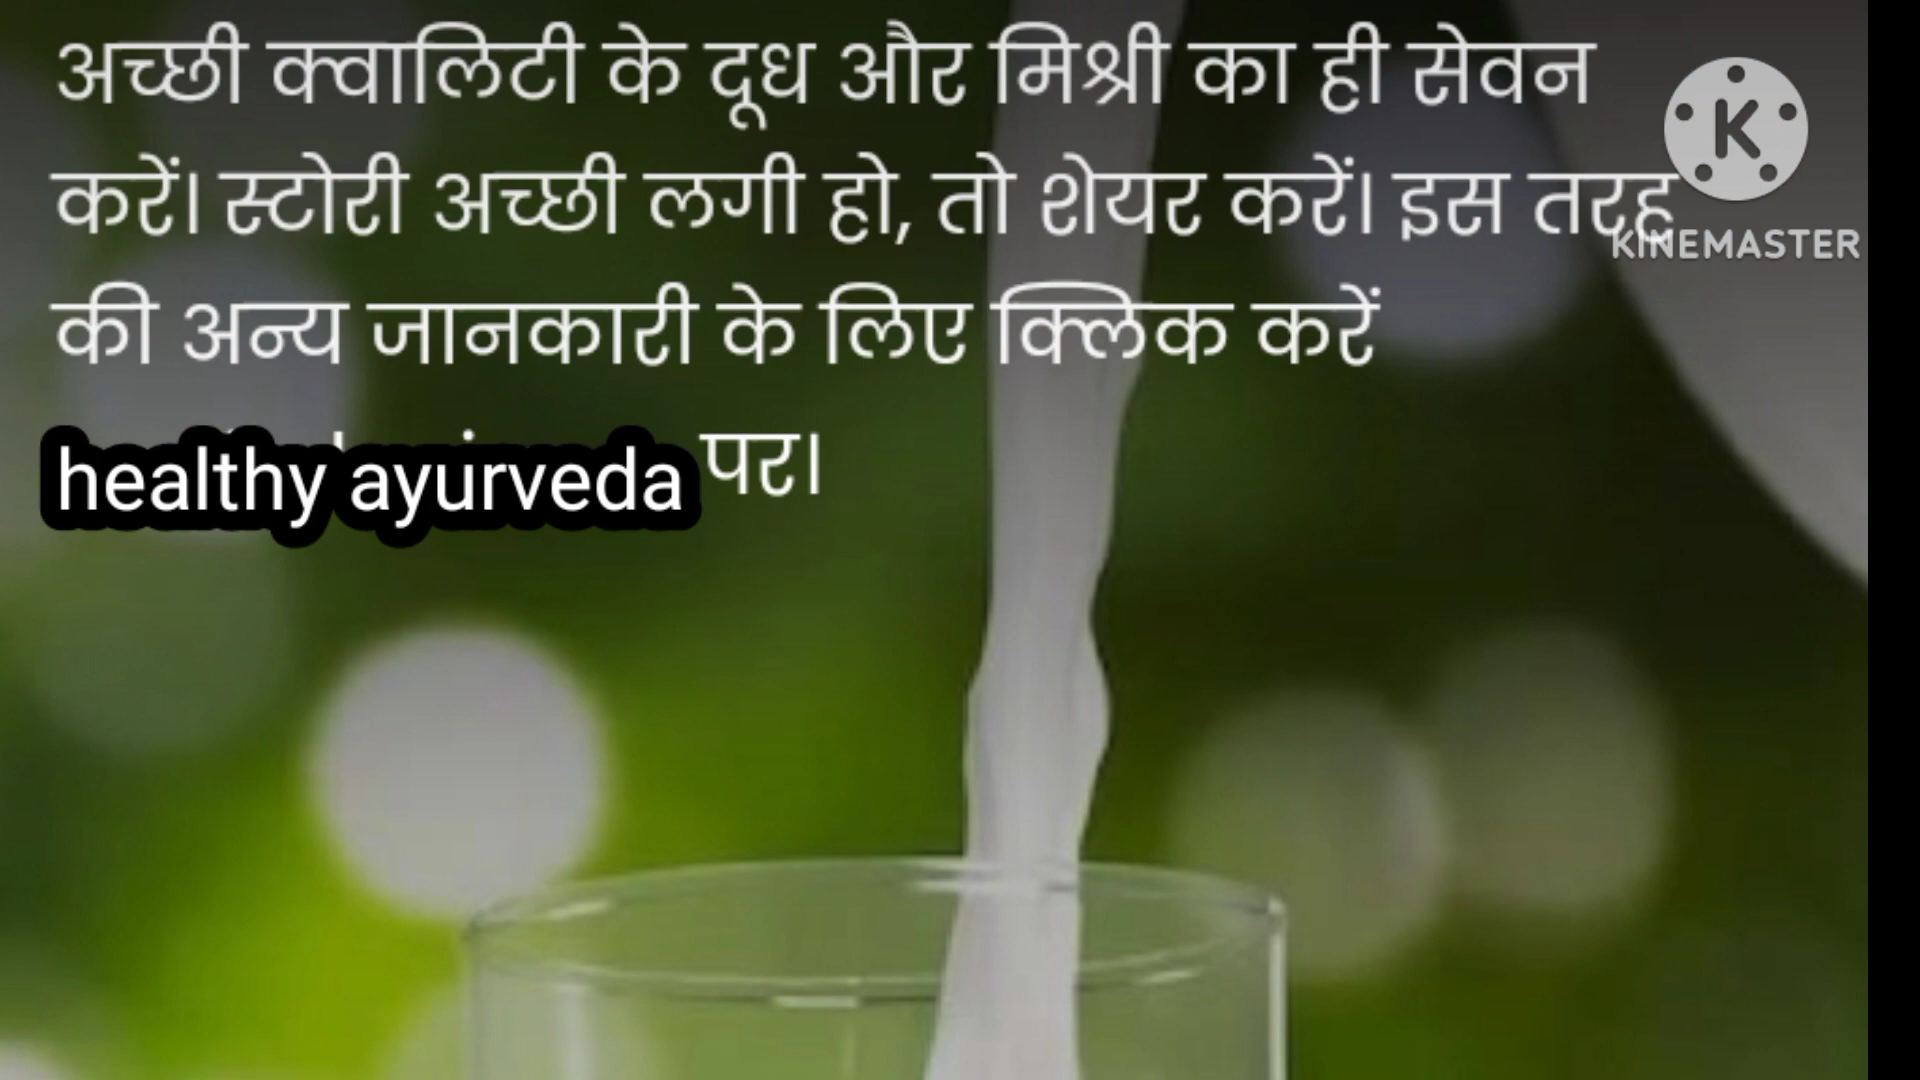 अच्छी क्वालिटी के दूध और मिश्री का ही सेवन
करें। स्टोरी अच्छी लगी हो, तो शेयर करें। इस तरह
की अन्य जानकारी के लिए क्लिक करें
healthy ayurveda पर।
K
KINEMASTER